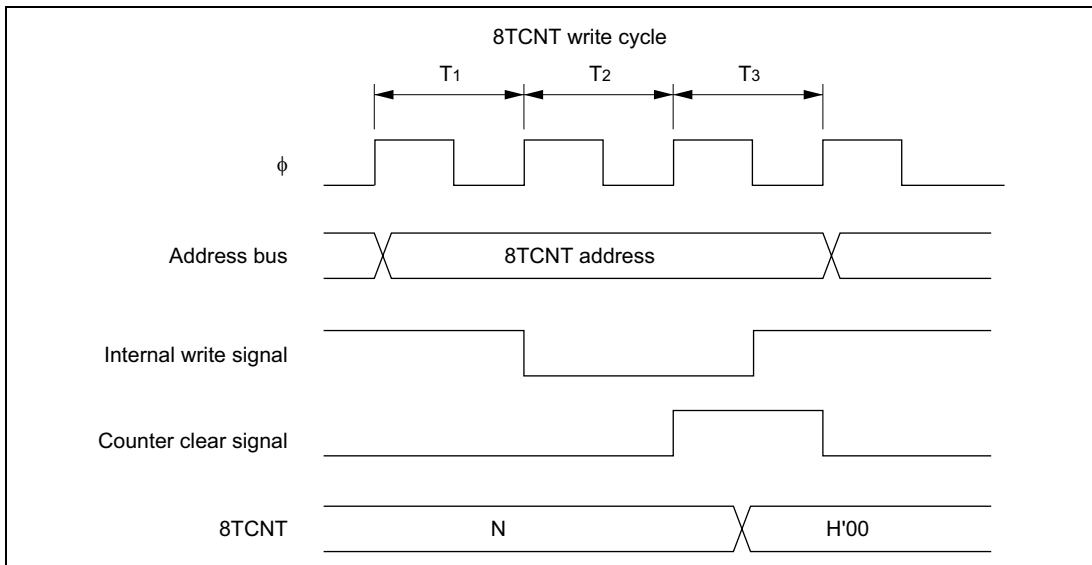 8TCNT write cycle
T1 T2 T3
φ
Address bus 8TCNT address
Internal write signal
Counter clear signal
8TCNT N H'00